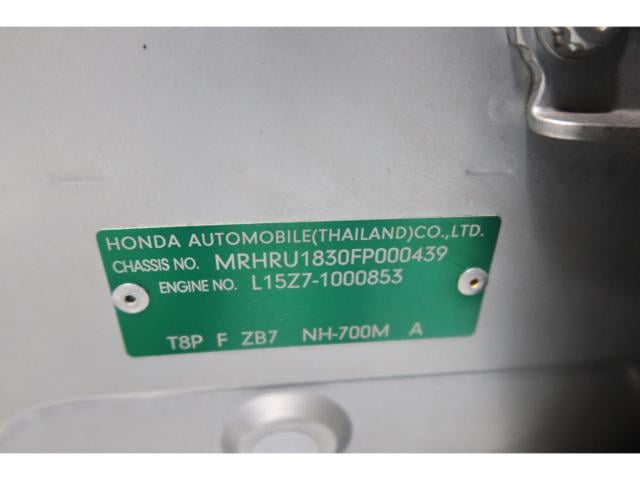 HONDA AUTOMOBILE(THAILAND)CO.,LTD.
CHASSIS NO. MRHRU1830FP000439
ENGINE NO. L15Z7-1000853
T8P F ZB7 NH-700M A